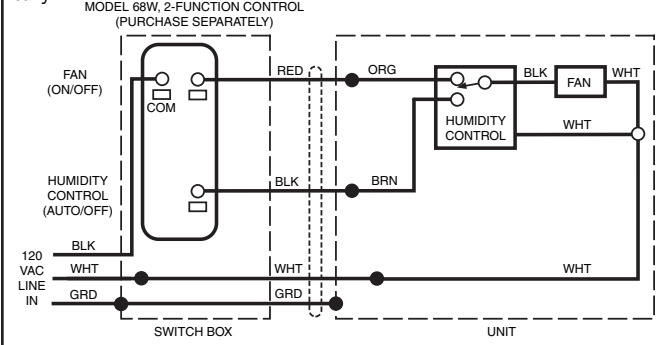 MODEL 68W, 2-FUNCTION CONTROL
(PURCHASE SEPARATELY)
FAN
(ON/OFF)
COM
RED
ORG
BLK
FAN
WHT
HUMIDITY
CONTROL
WHT
HUMIDITY
CONTROL
(AUTO/OFF)
BLK
BRN
120
VAC
LINE
IN
BLK
WHT
WHT
WHT
GRD
GRD
SWITCH BOX
UNIT